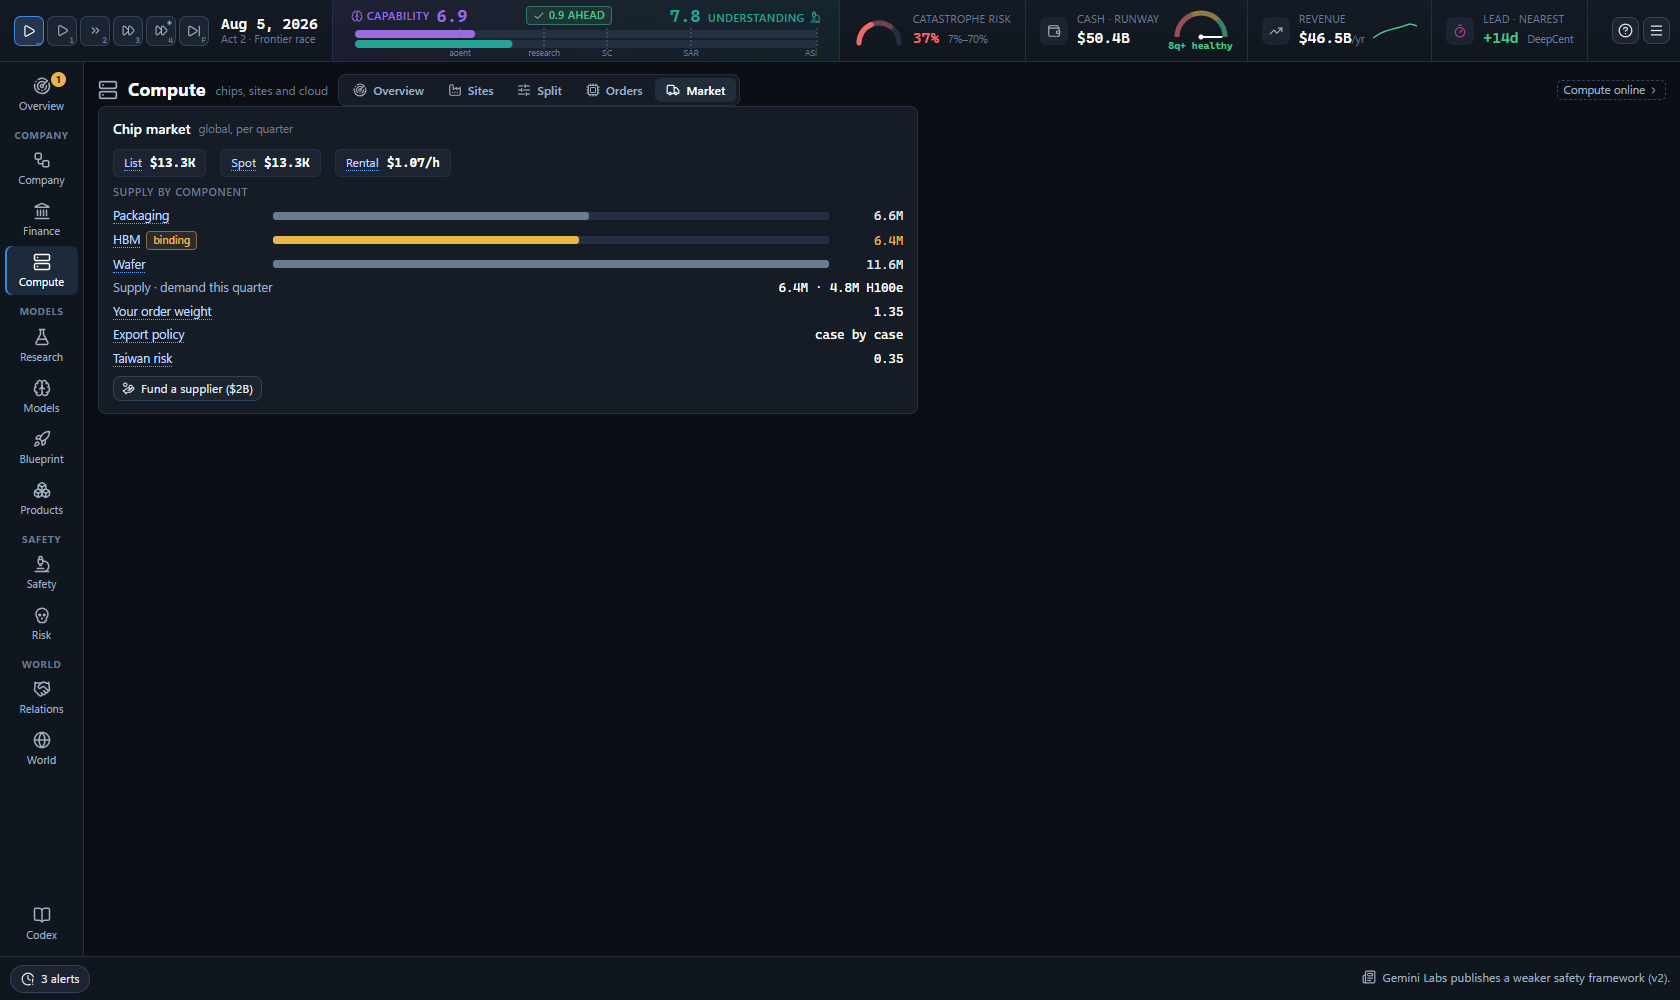 Aug 5, 2026
Act 2 · Frontier race
1
2
3
4
F
CAPABILITY 6.9
0.9 AHEAD
7.8 UNDERSTANDING
agent
research
SC
SAR
ASI
CATASTROPHE RISK
37% 7%–70%
CASH · RUNWAY
$50.4B
8q+ healthy
REVENUE
$46.5B/yr
LEAD · NEAREST
+14d DeepCent
1
Overview
COMPANY
Company
Finance
Compute
MODELS
Research
Models
Blueprint
Products
SAFETY
Safety
Risk
WORLD
Relations
World
Codex
Compute chips, sites and cloud
Overview
Sites
Split
Orders
Market
Compute online ›
Chip market global, per quarter
List $13.3K
Spot $13.3K
Rental $1.07/h
SUPPLY BY COMPONENT
Packaging 6.6M
HBM binding 6.4M
Wafer 11.6M
Supply · demand this quarter 6.4M · 4.8M H100e
Your order weight 1.35
Export policy case by case
Taiwan risk 0.35
Fund a supplier ($2B)
3 alerts
Gemini Labs publishes a weaker safety framework (v2).